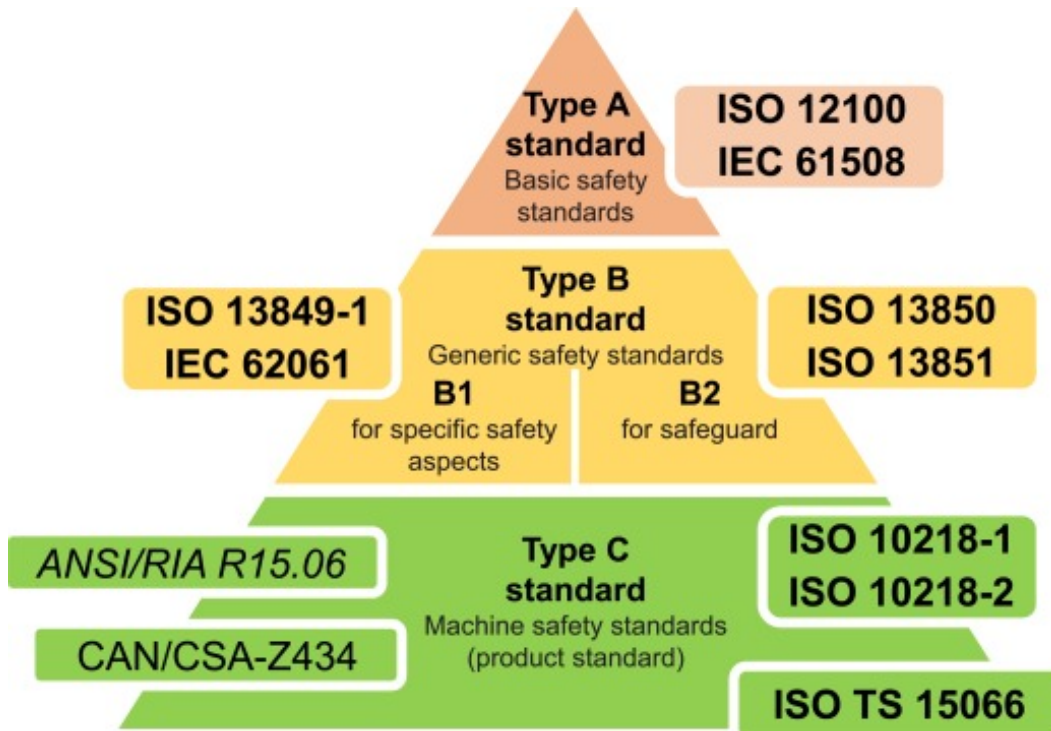 Type A
standard
Basic safety
standards
ISO 12100
IEC 61508
Type B
standard
Generic safety standards
ISO 13849-1
IEC 62061
ISO 13850
ISO 13851
B1
for specific safety
aspects
B2
for safeguard
Type C
standard
Machine safety standards
(product standard)
ANSI/RIA R15.06
CAN/CSA-Z434
ISO 10218-1
ISO 10218-2
ISO TS 15066